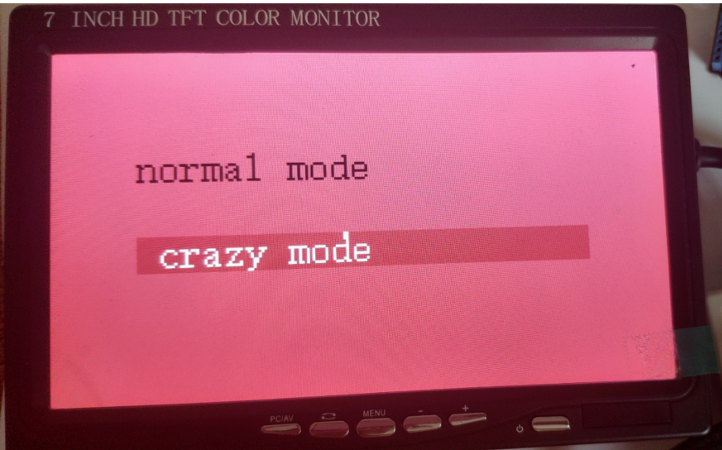 7 INCH HD TFT COLOR MONITOR
normal mode
crazy mode
PC/AV MENU - +